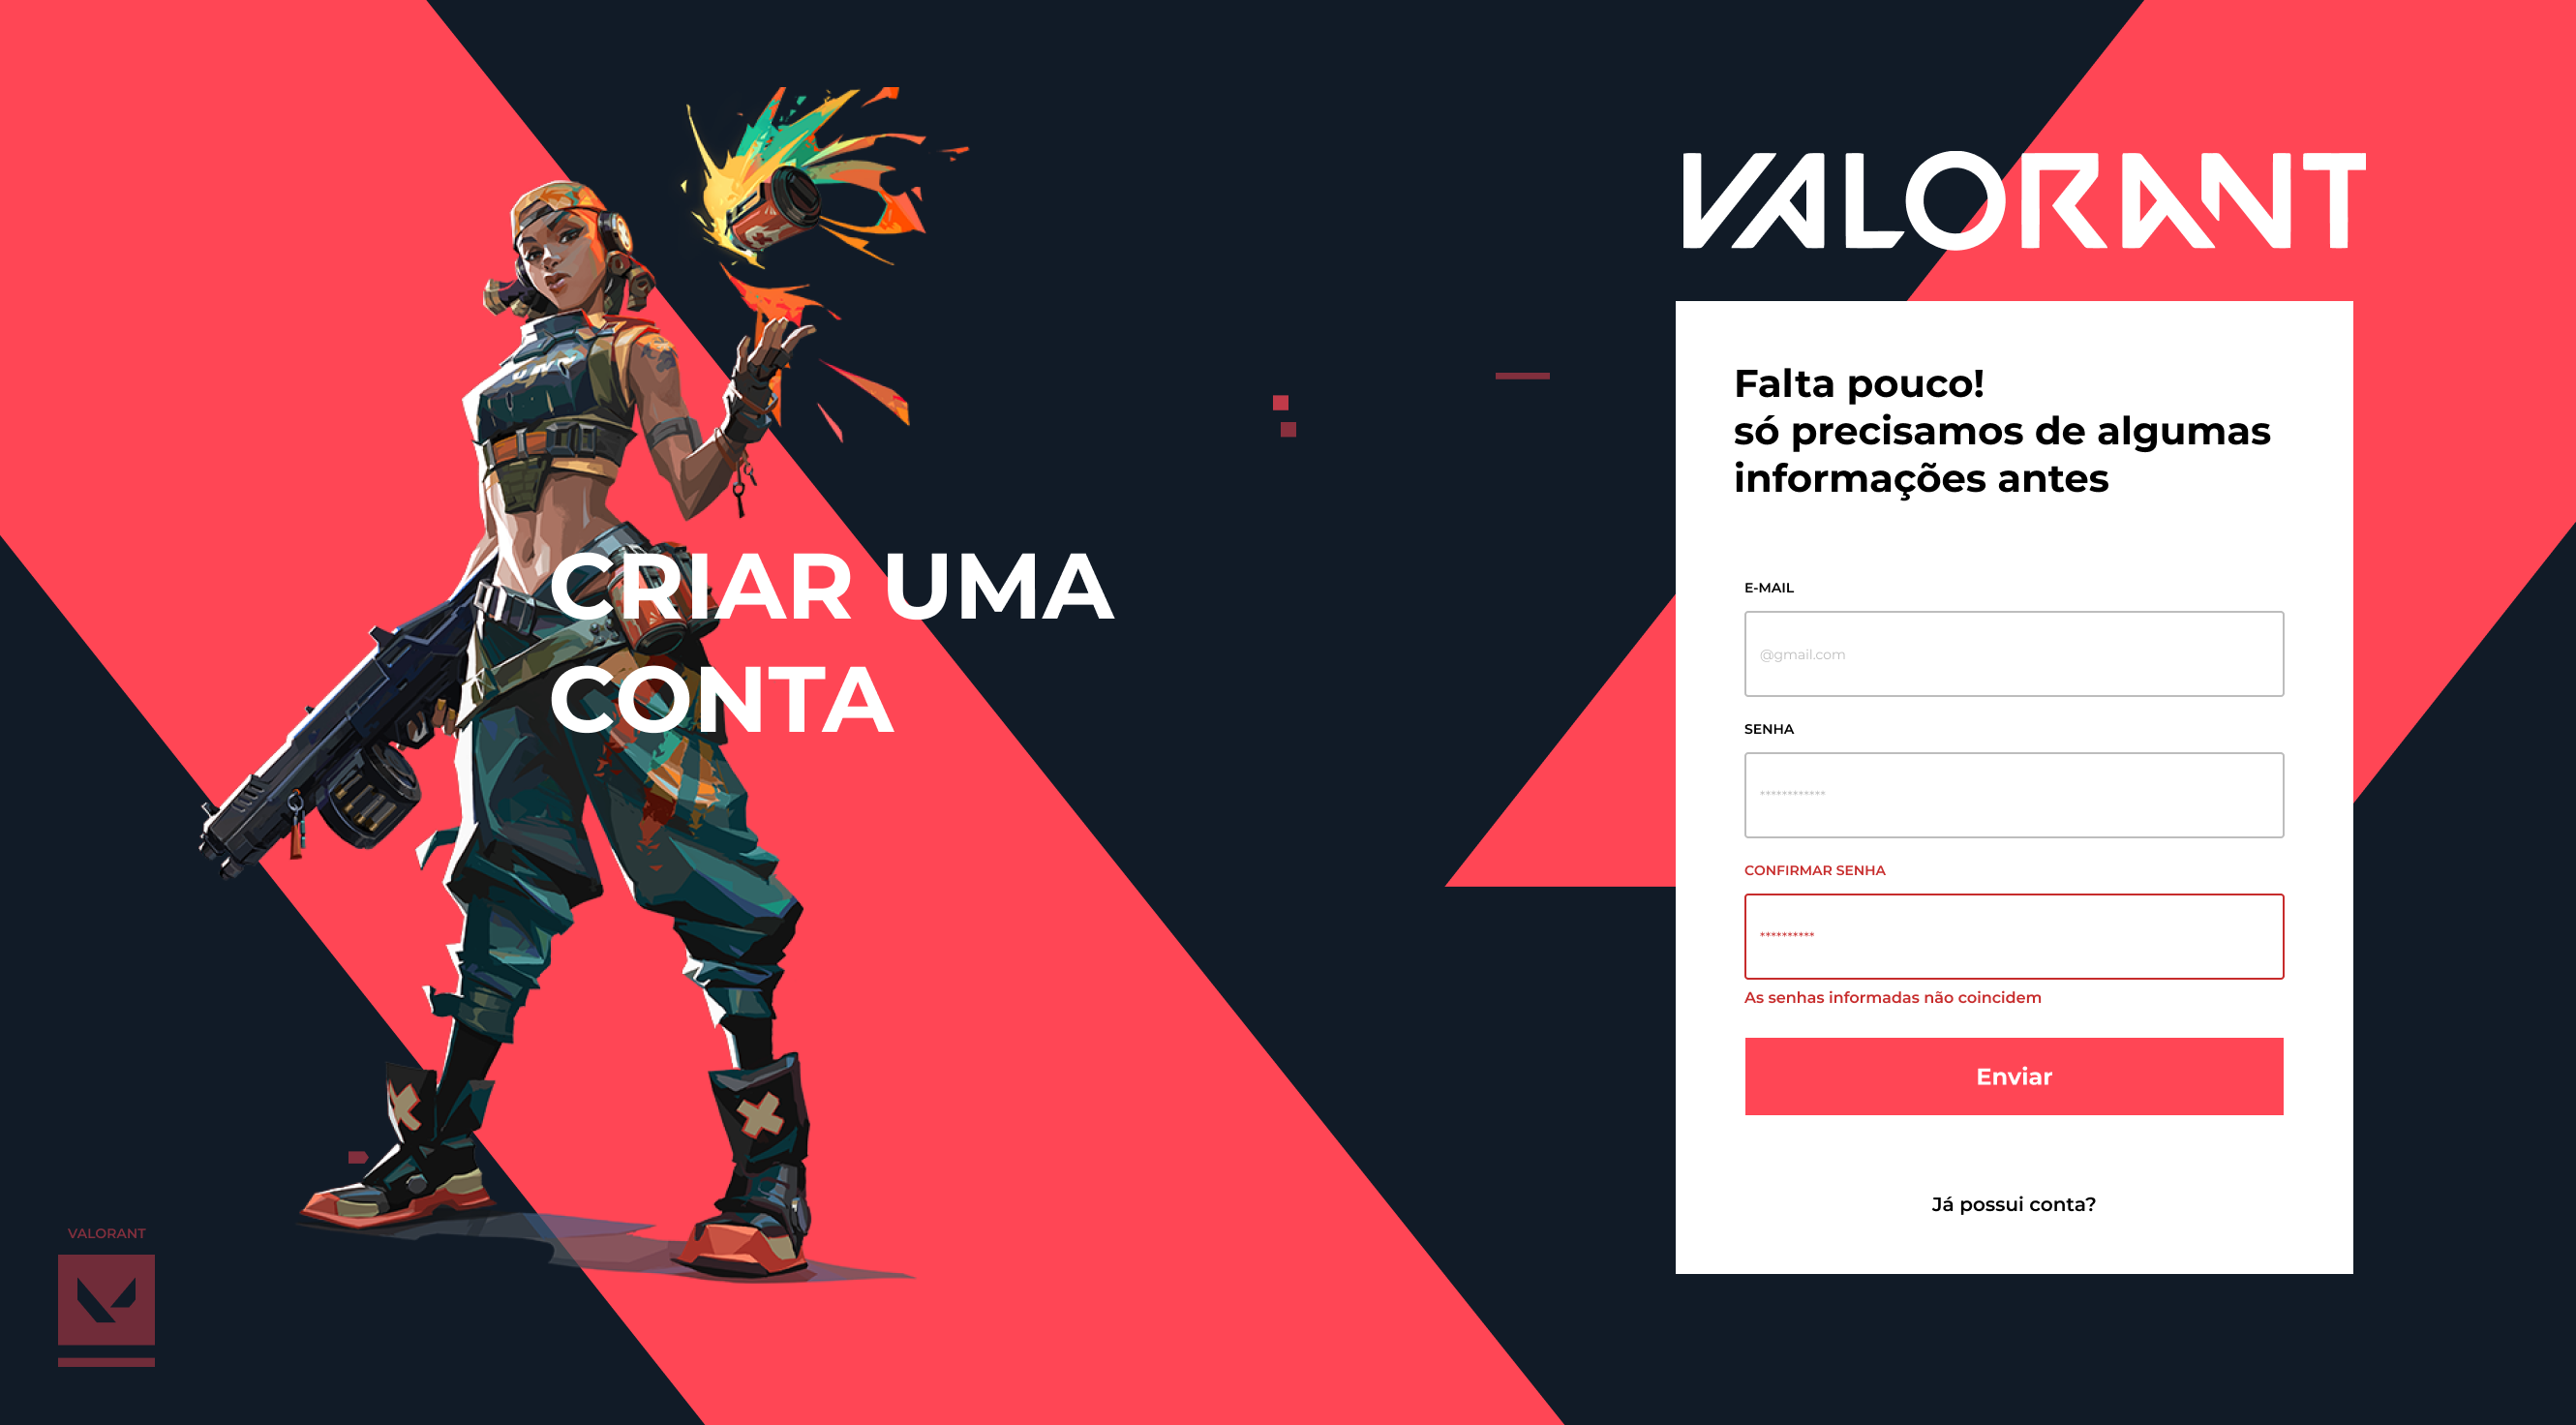 VALORANT
CRIAR UMA
CONTA
Falta pouco!
só precisamos de algumas
informações antes
E-MAIL
@gmail.com
SENHA
************
CONFIRMAR SENHA
**********
As senhas informadas não coincidem
Enviar
Já possui conta?
VALORANT